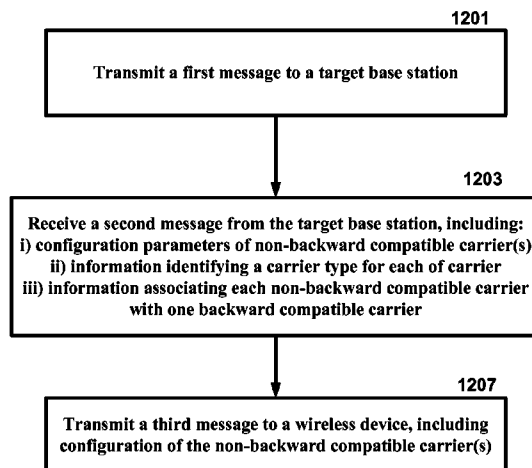 1201
Transmit a first message to a target base station
1203
Receive a second message from the target base station, including:
i) configuration parameters of non-backward compatible carrier(s)
ii) information identifying a carrier type for each of carrier
iii) information associating each non-backward compatible carrier
with one backward compatible carrier
1207
Transmit a third message to a wireless device, including
configuration of the non-backward compatible carrier(s)